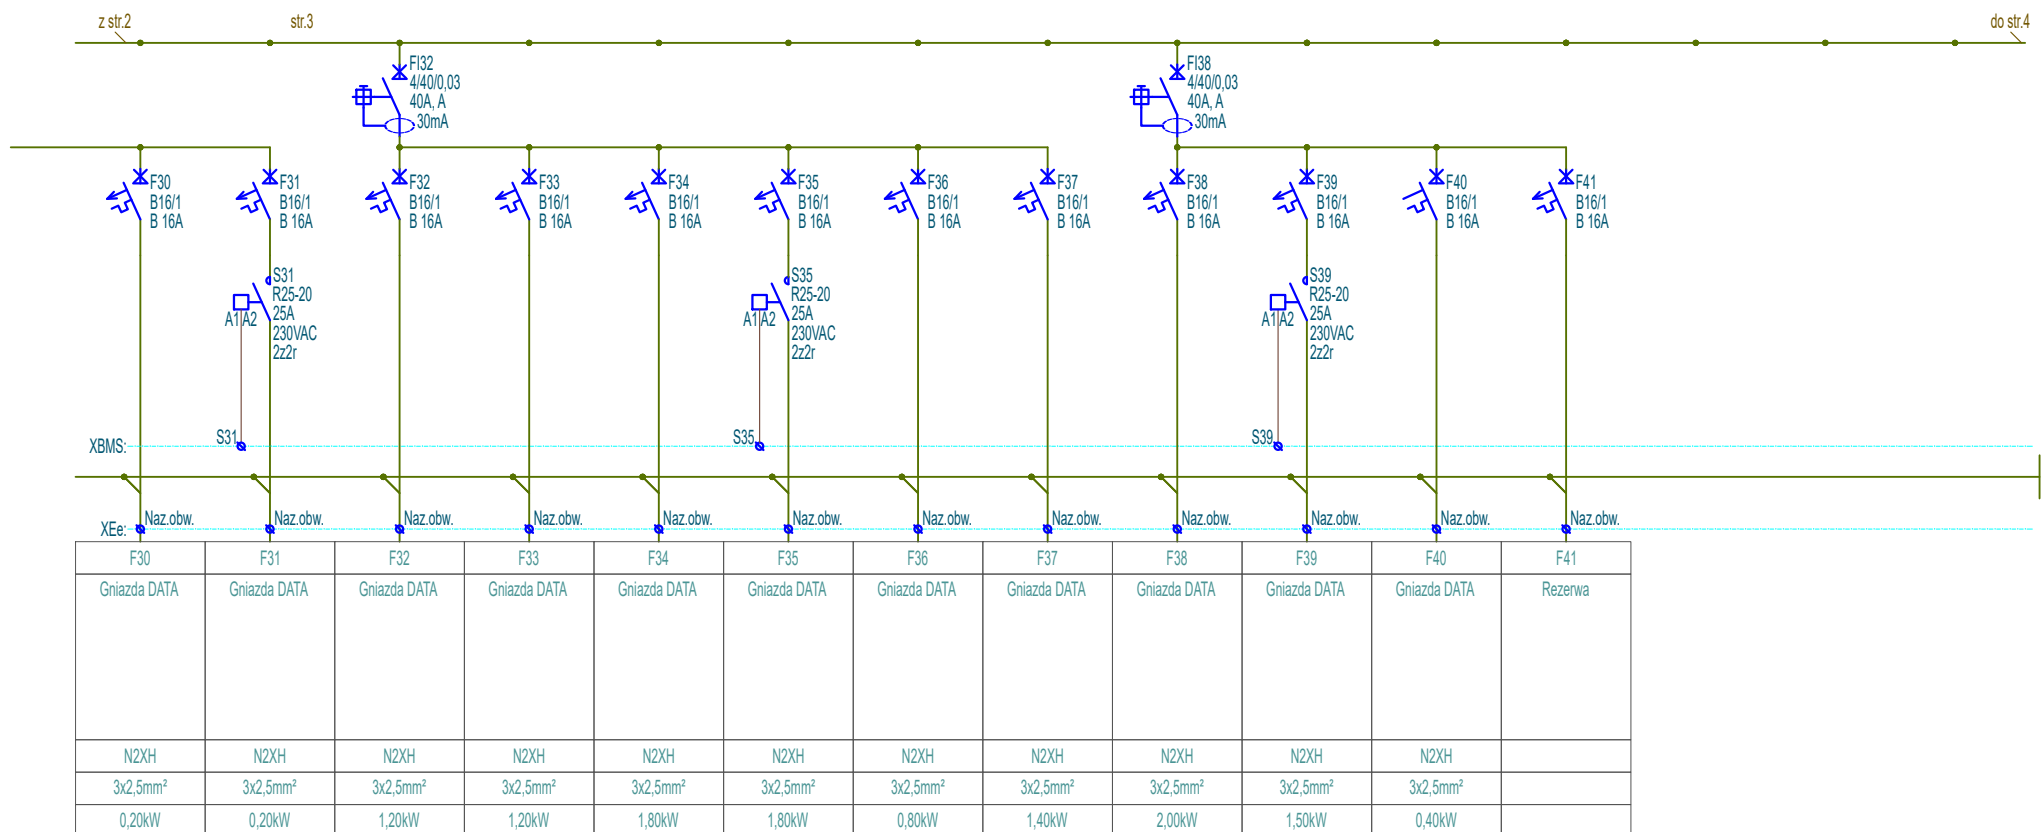 z str.2 str.3 do str.4
FI32 FI38
4/40/0,03 4/40/0,03
40A, A 40A, A
30mA 30mA
F30 F31 F32 F33 F34 F35 F36 F37 F38 F39 F40 F41
B16/1 B16/1 B16/1 B16/1 B16/1 B16/1 B16/1 B16/1 B16/1 B16/1 B16/1 B16/1
B 16A B 16A B 16A B 16A B 16A B 16A B 16A B 16A B 16A B 16A B 16A B 16A
S31 S35 S39
R25-20 R25-20 R25-20
A1 A2 25A A1 A2 25A A1 A2 25A
230VAC 230VAC 230VAC
2z2r 2z2r 2z2r
XBMS: S31 S35 S39
XEe: Naz.obw. Naz.obw. Naz.obw. Naz.obw. Naz.obw. Naz.obw. Naz.obw. Naz.obw. Naz.obw. Naz.obw. Naz.obw. Naz.obw.
F30 F31 F32 F33 F34 F35 F36 F37 F38 F39 F40 F41
Gniazda DATA Gniazda DATA Gniazda DATA Gniazda DATA Gniazda DATA Gniazda DATA Gniazda DATA Gniazda DATA Gniazda DATA Gniazda DATA Gniazda DATA Rezerwa
N2XH N2XH N2XH N2XH N2XH N2XH N2XH N2XH N2XH N2XH N2XH
3x2,5mm² 3x2,5mm² 3x2,5mm² 3x2,5mm² 3x2,5mm² 3x2,5mm² 3x2,5mm² 3x2,5mm² 3x2,5mm² 3x2,5mm² 3x2,5mm²
0,20kW 0,20kW 1,20kW 1,20kW 1,80kW 1,80kW 0,80kW 1,40kW 2,00kW 1,50kW 0,40kW